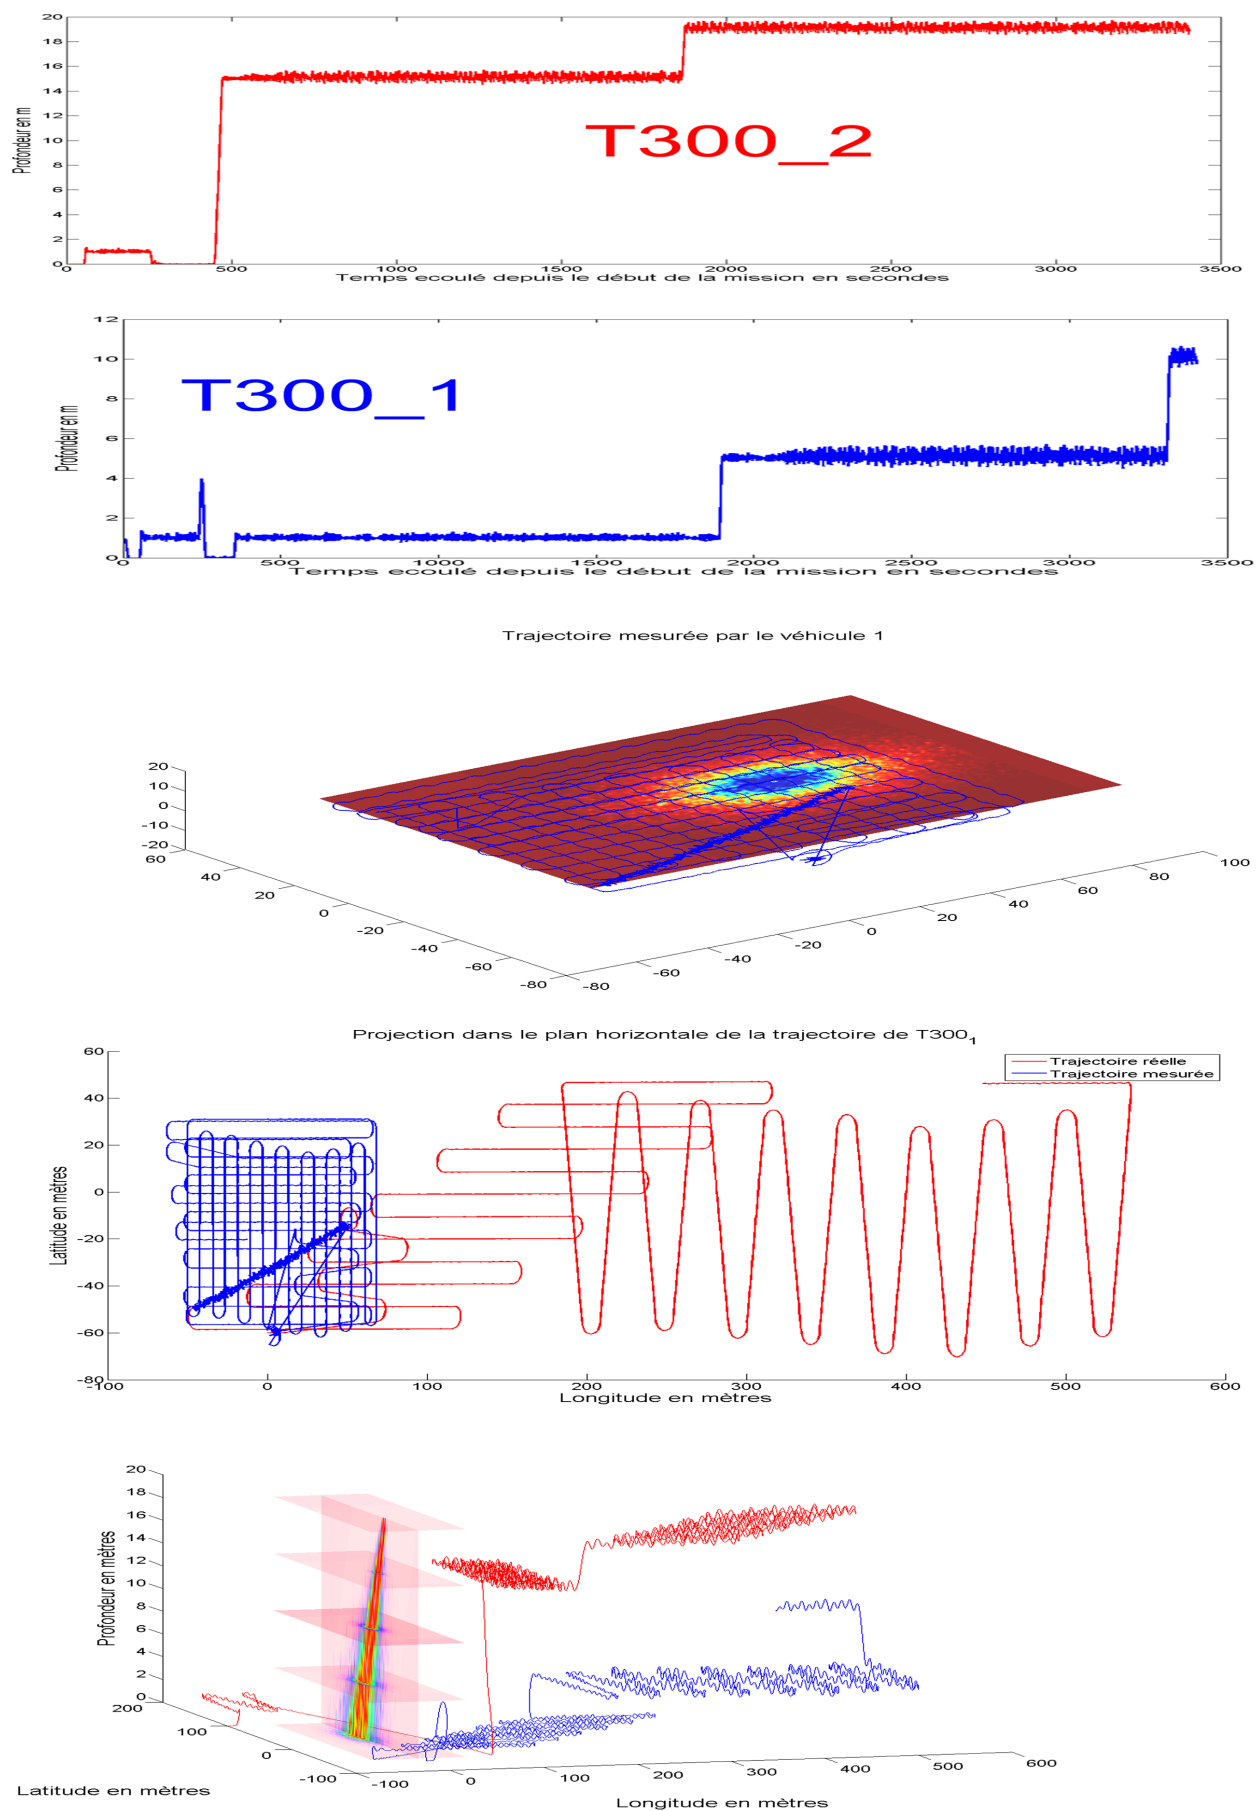 20
18
16
14
12
10
8
6
4
2
0
Profondeur en m
T300_2
0 500 1000 1500 2000 2500 3000 3500
Temps ecoulé depuis le début de la mission en secondes
12
10
8
6
4
2
0
Profondeur en m
T300_1
0 500 1000 1500 2000 2500 3000 3500
Temps ecoulé depuis le début de la mission en secondes
Trajectoire mesurée par le véhicule 1
20
10
0
-10
-20
60 40 20 0 -20 -40 -60 -80
-80 -60 -40 -20 0 20 40 60 80 100
Projection dans le plan horizontale de la trajectoire de T300₁
Trajectoire réelle
Trajectoire mesurée
60
40
20
0
-20
-40
-60
-80
Latitude en mètres
-100 0 100 200 300 400 500 600
Longitude en mètres
20
18
16
14
12
10
8
6
4
2
0
Profondeur en mètres
200 100 0 -100
Latitude en mètres
-100 0 100 200 300 400 500 600
Longitude en mètres